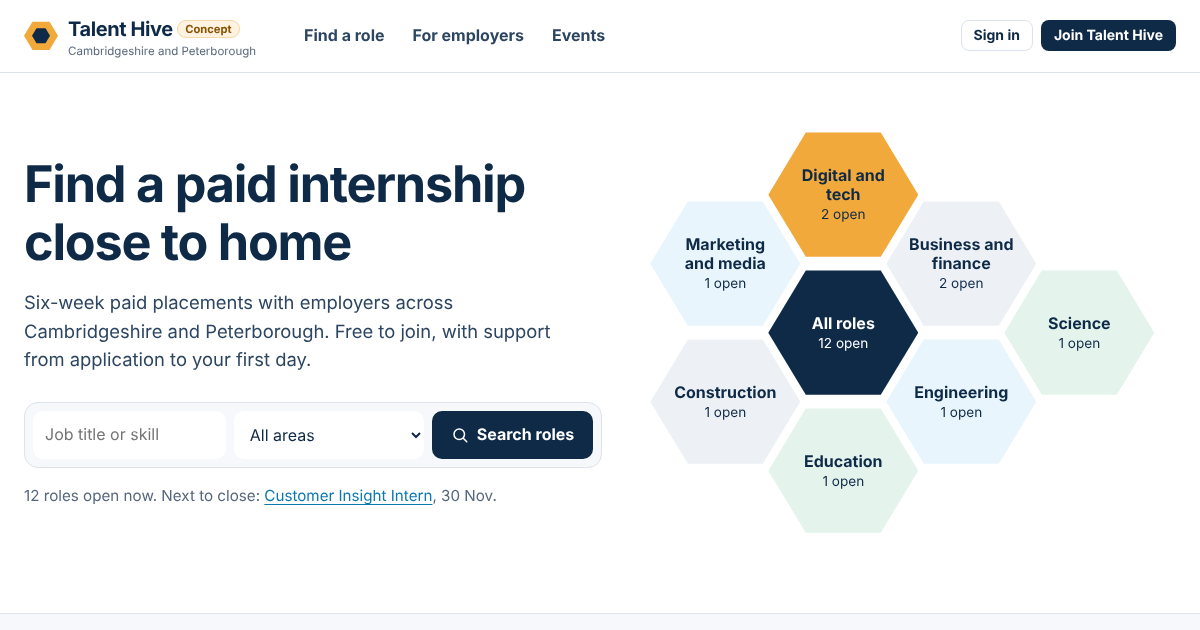 Talent Hive Concept
Cambridgeshire and Peterborough
Find a role
For employers
Events
Sign in
Join Talent Hive
Find a paid internship
close to home
Six-week paid placements with employers across
Cambridgeshire and Peterborough. Free to join, with support
from application to your first day.
Job title or skill
All areas
Search roles
12 roles open now. Next to close: Customer Insight Intern, 30 Nov.
Digital and
tech
2 open
Marketing
and media
1 open
Business and
finance
2 open
All roles
12 open
Science
1 open
Construction
1 open
Engineering
1 open
Education
1 open